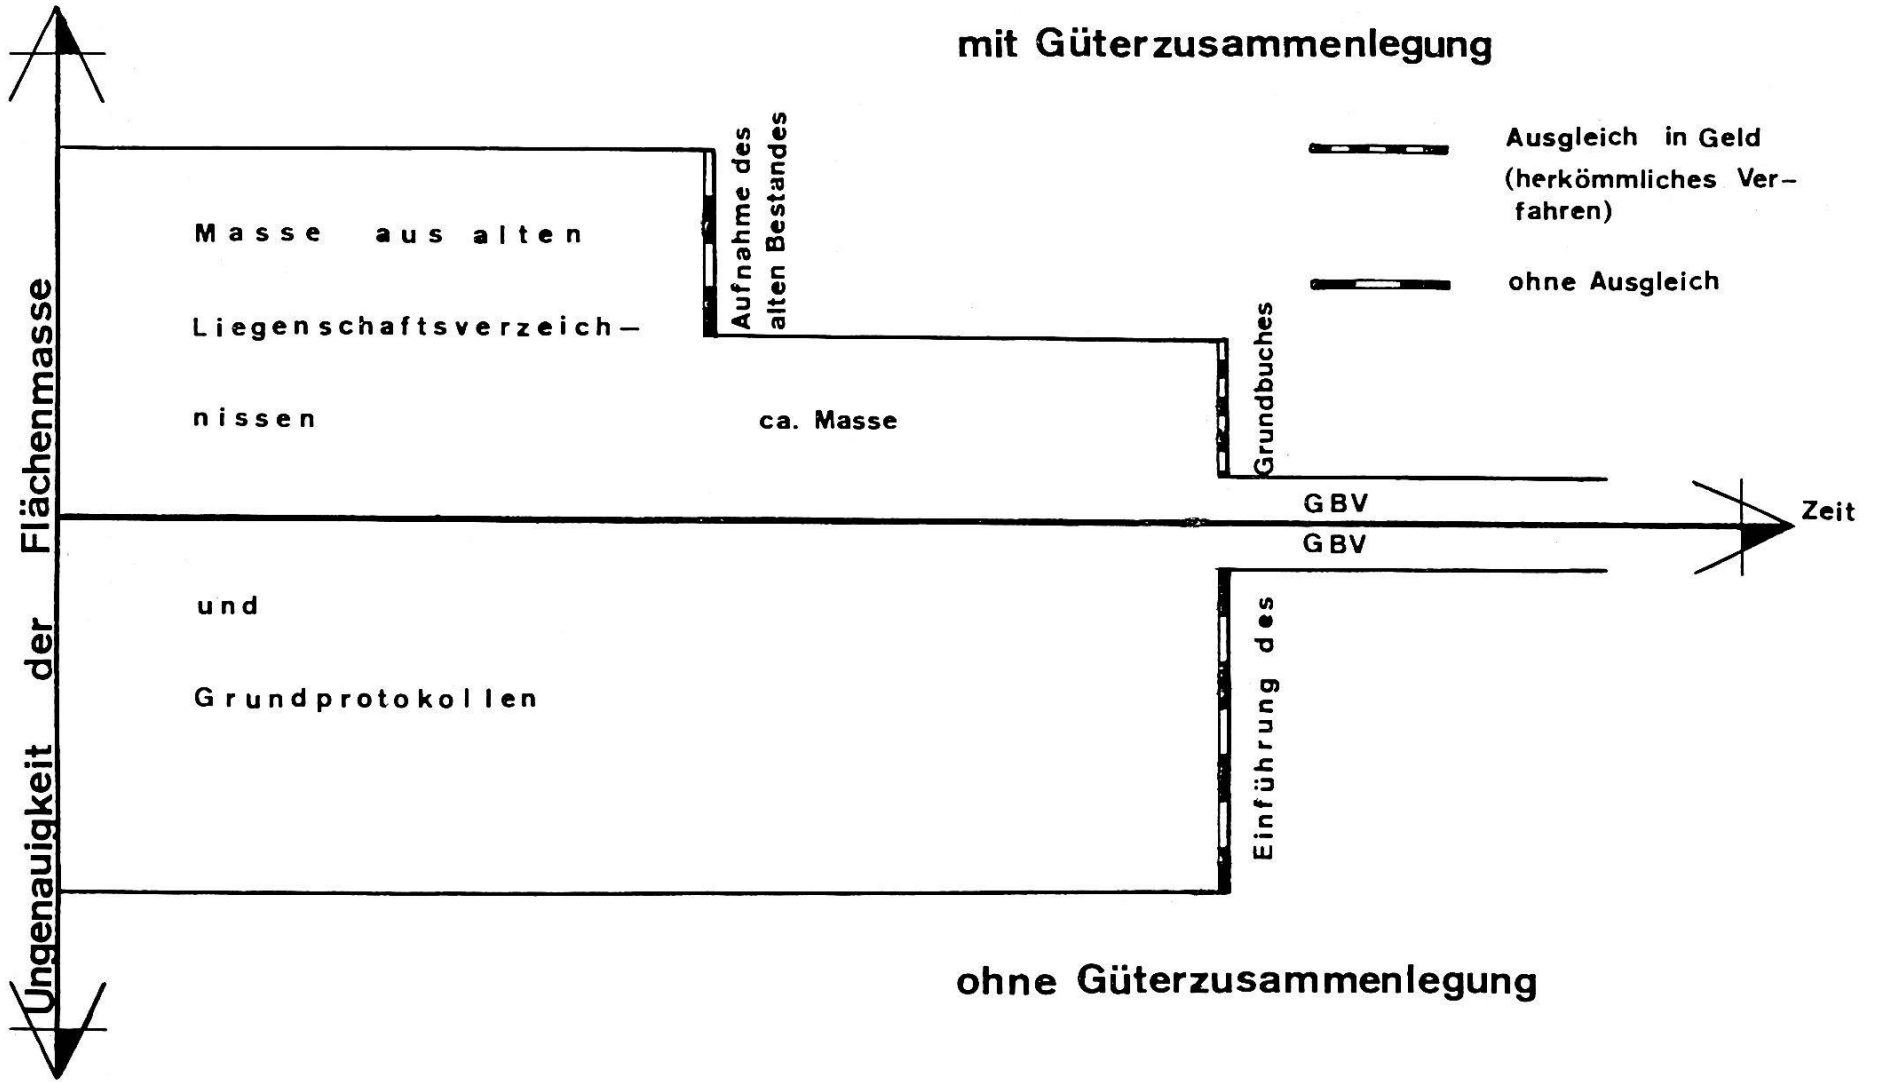 mit Güterzusammenlegung
Ausgleich in Geld
(herkömmliches Ver–
fahren)
ohne Ausgleich
Aufnahme des
alten Bestandes
Masse aus alten
Liegenschaftsverzeich–
nissen
ca. Masse
Grundbuches
GBV
Zeit
GBV
und
Grundprotokollen
Einführung des
Ungenauigkeit der Flächenmasse
ohne Güterzusammenlegung